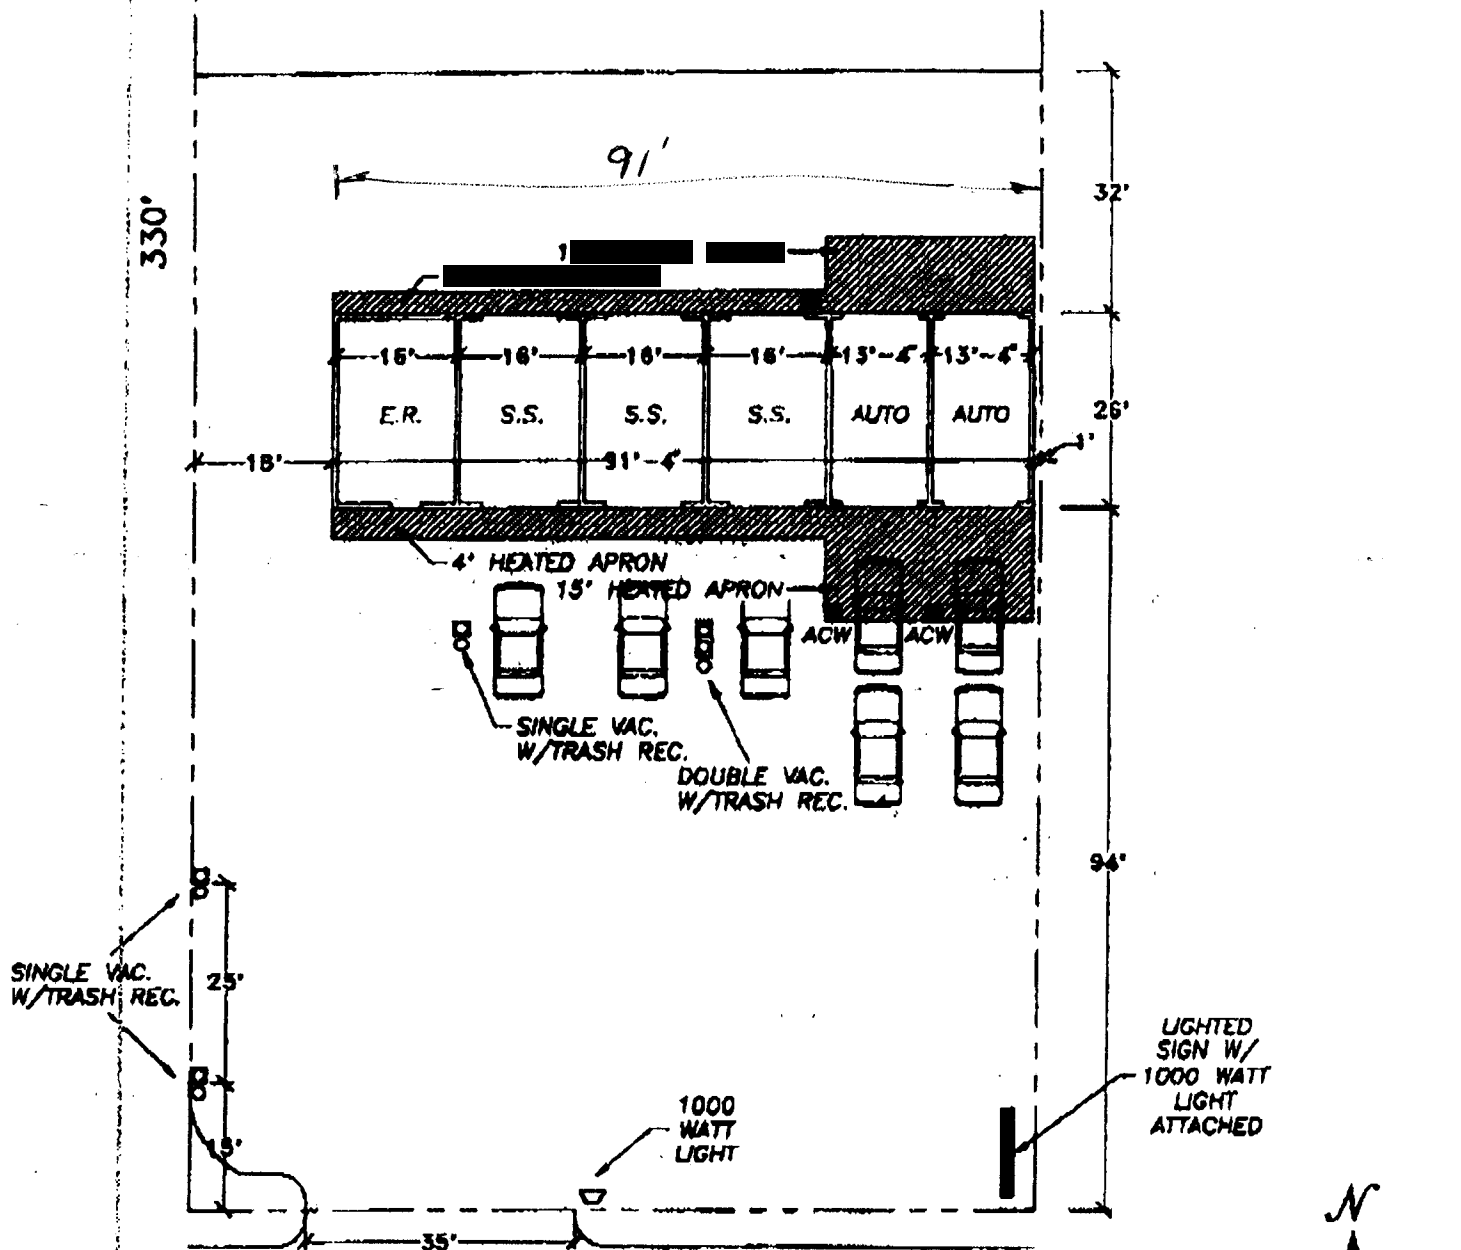 91'
32'
330'
1
16' 16' 16' 16' 13'-4" 13'-4"
E.R. S.S. S.S. S.S. AUTO AUTO
26'
1'
18' 91'-4"
4' HEATED APRON
15' HEATED APRON
ACW ACW
SINGLE VAC.
W/TRASH REC.
DOUBLE VAC.
W/TRASH REC.
94'
SINGLE VAC.
W/TRASH REC.
25'
LIGHTED
SIGN W/
1000 WATT
LIGHT
ATTACHED
1000
WATT
LIGHT
15'
N
35'